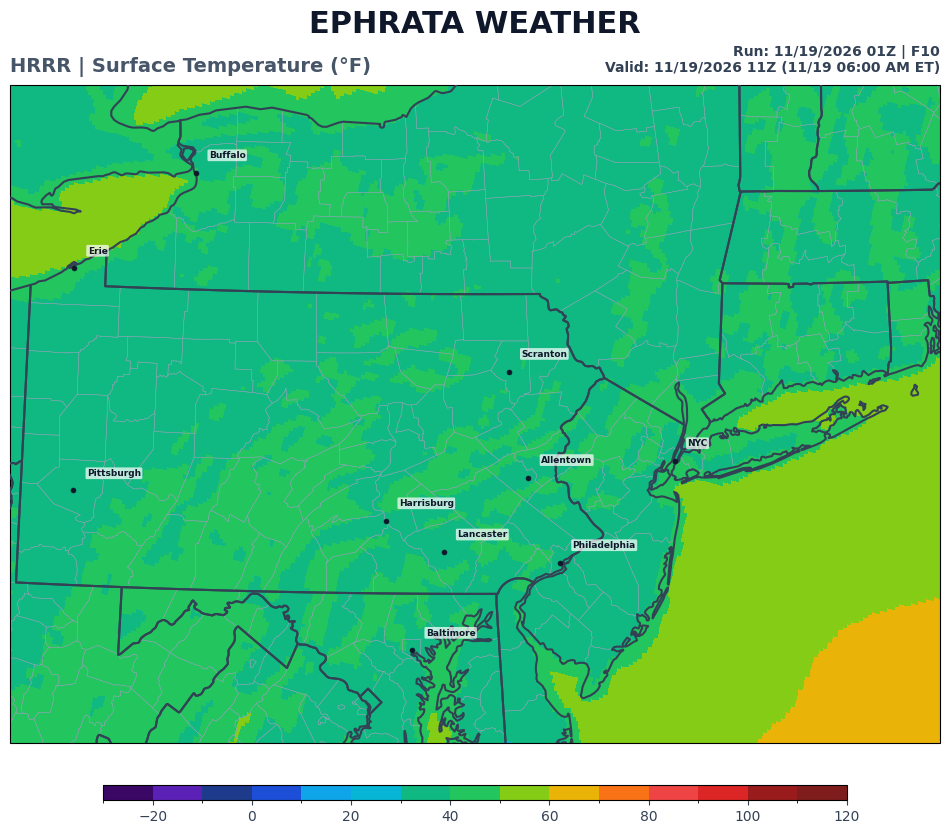 EPHRATA WEATHER
HRRR | Surface Temperature (°F)
Run: 11/19/2026 01Z | F10
Valid: 11/19/2026 11Z (11/19 06:00 AM ET)
Buffalo
Erie
Scranton
NYC
Allentown
Pittsburgh
Harrisburg
Lancaster
Philadelphia
Baltimore
−20 0 20 40 60 80 100 120